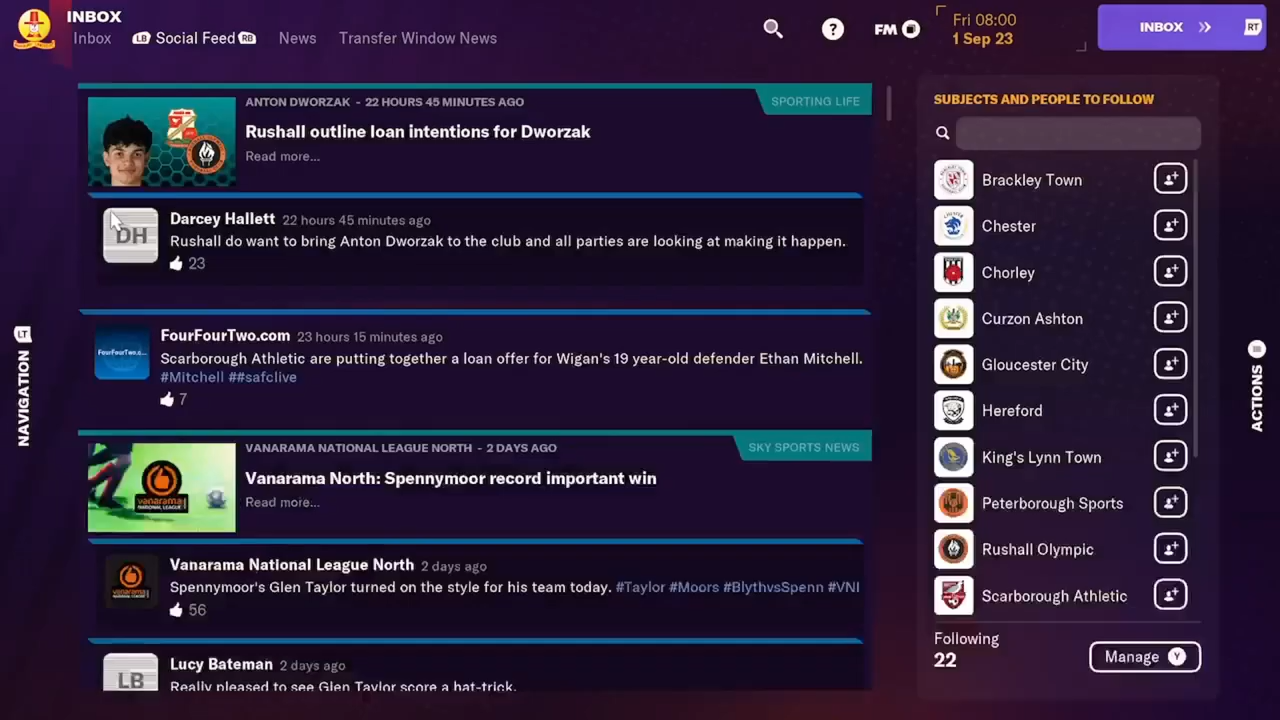 INBOX
Inbox
LB Social Feed RB
News
Transfer Window News
?
FM
Fri 08:00
1 Sep 23
INBOX
RT
ANTON DWORZAK - 22 HOURS 45 MINUTES AGO
SPORTING LIFE
Rushall outline loan intentions for Dworzak
Read more...
DH
Darcey Hallett 22 hours 45 minutes ago
Rushall do want to bring Anton Dworzak to the club and all parties are looking at making it happen.
23
FourFourTwo.c...
FourFourTwo.com 23 hours 15 minutes ago
Scarborough Athletic are putting together a loan offer for Wigan's 19 year-old defender Ethan Mitchell.
#Mitchell ##safclive
7
VANARAMA NATIONAL LEAGUE NORTH - 2 DAYS AGO
SKY SPORTS NEWS
vanarama
NATIONAL LEAGUE
Vanarama North: Spennymoor record important win
Read more...
Vanarama National League North 2 days ago
Spennymoor's Glen Taylor turned on the style for his team today. #Taylor #Moors #BlythvsSpenn #VNI
56
LB
Lucy Bateman 2 days ago
Really pleased to see Glen Taylor score a hat-trick.
SUBJECTS AND PEOPLE TO FOLLOW
Brackley Town
Chester
Chorley
Curzon Ashton
Gloucester City
Hereford
King's Lynn Town
Peterborough Sports
Rushall Olympic
Scarborough Athletic
Following
22
Manage Y
LT
NAVIGATION
ACTIONS